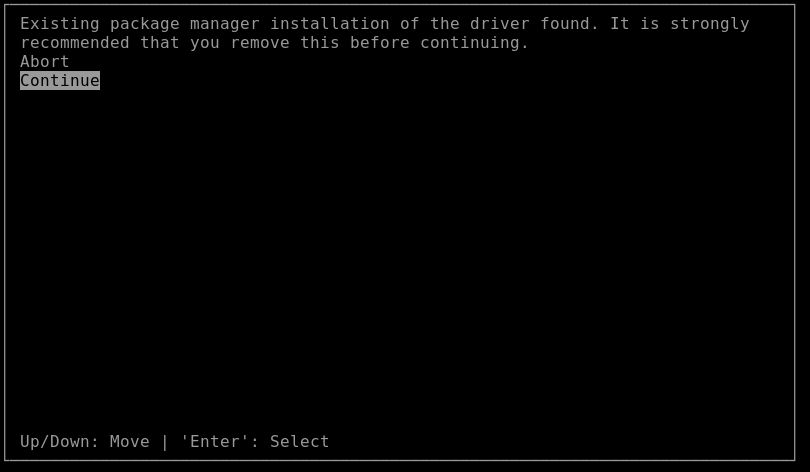 Existing package manager installation of the driver found. It is strongly
recommended that you remove this before continuing.
Abort
Continue
Up/Down: Move | 'Enter': Select